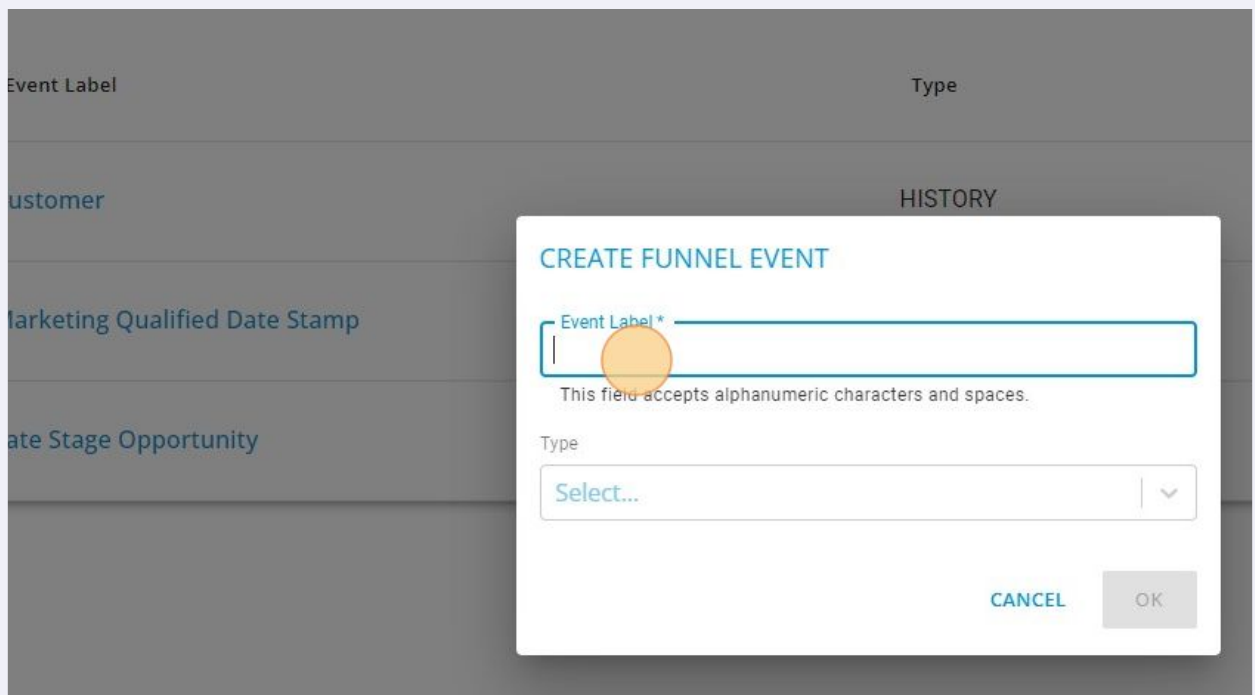 Event Label Type
ustomer HISTORY
CREATE FUNNEL EVENT
Event Label *
Marketing Qualified Date Stamp
This field accepts alphanumeric characters and spaces.
ate Stage Opportunity
Type
Select...
CANCEL OK